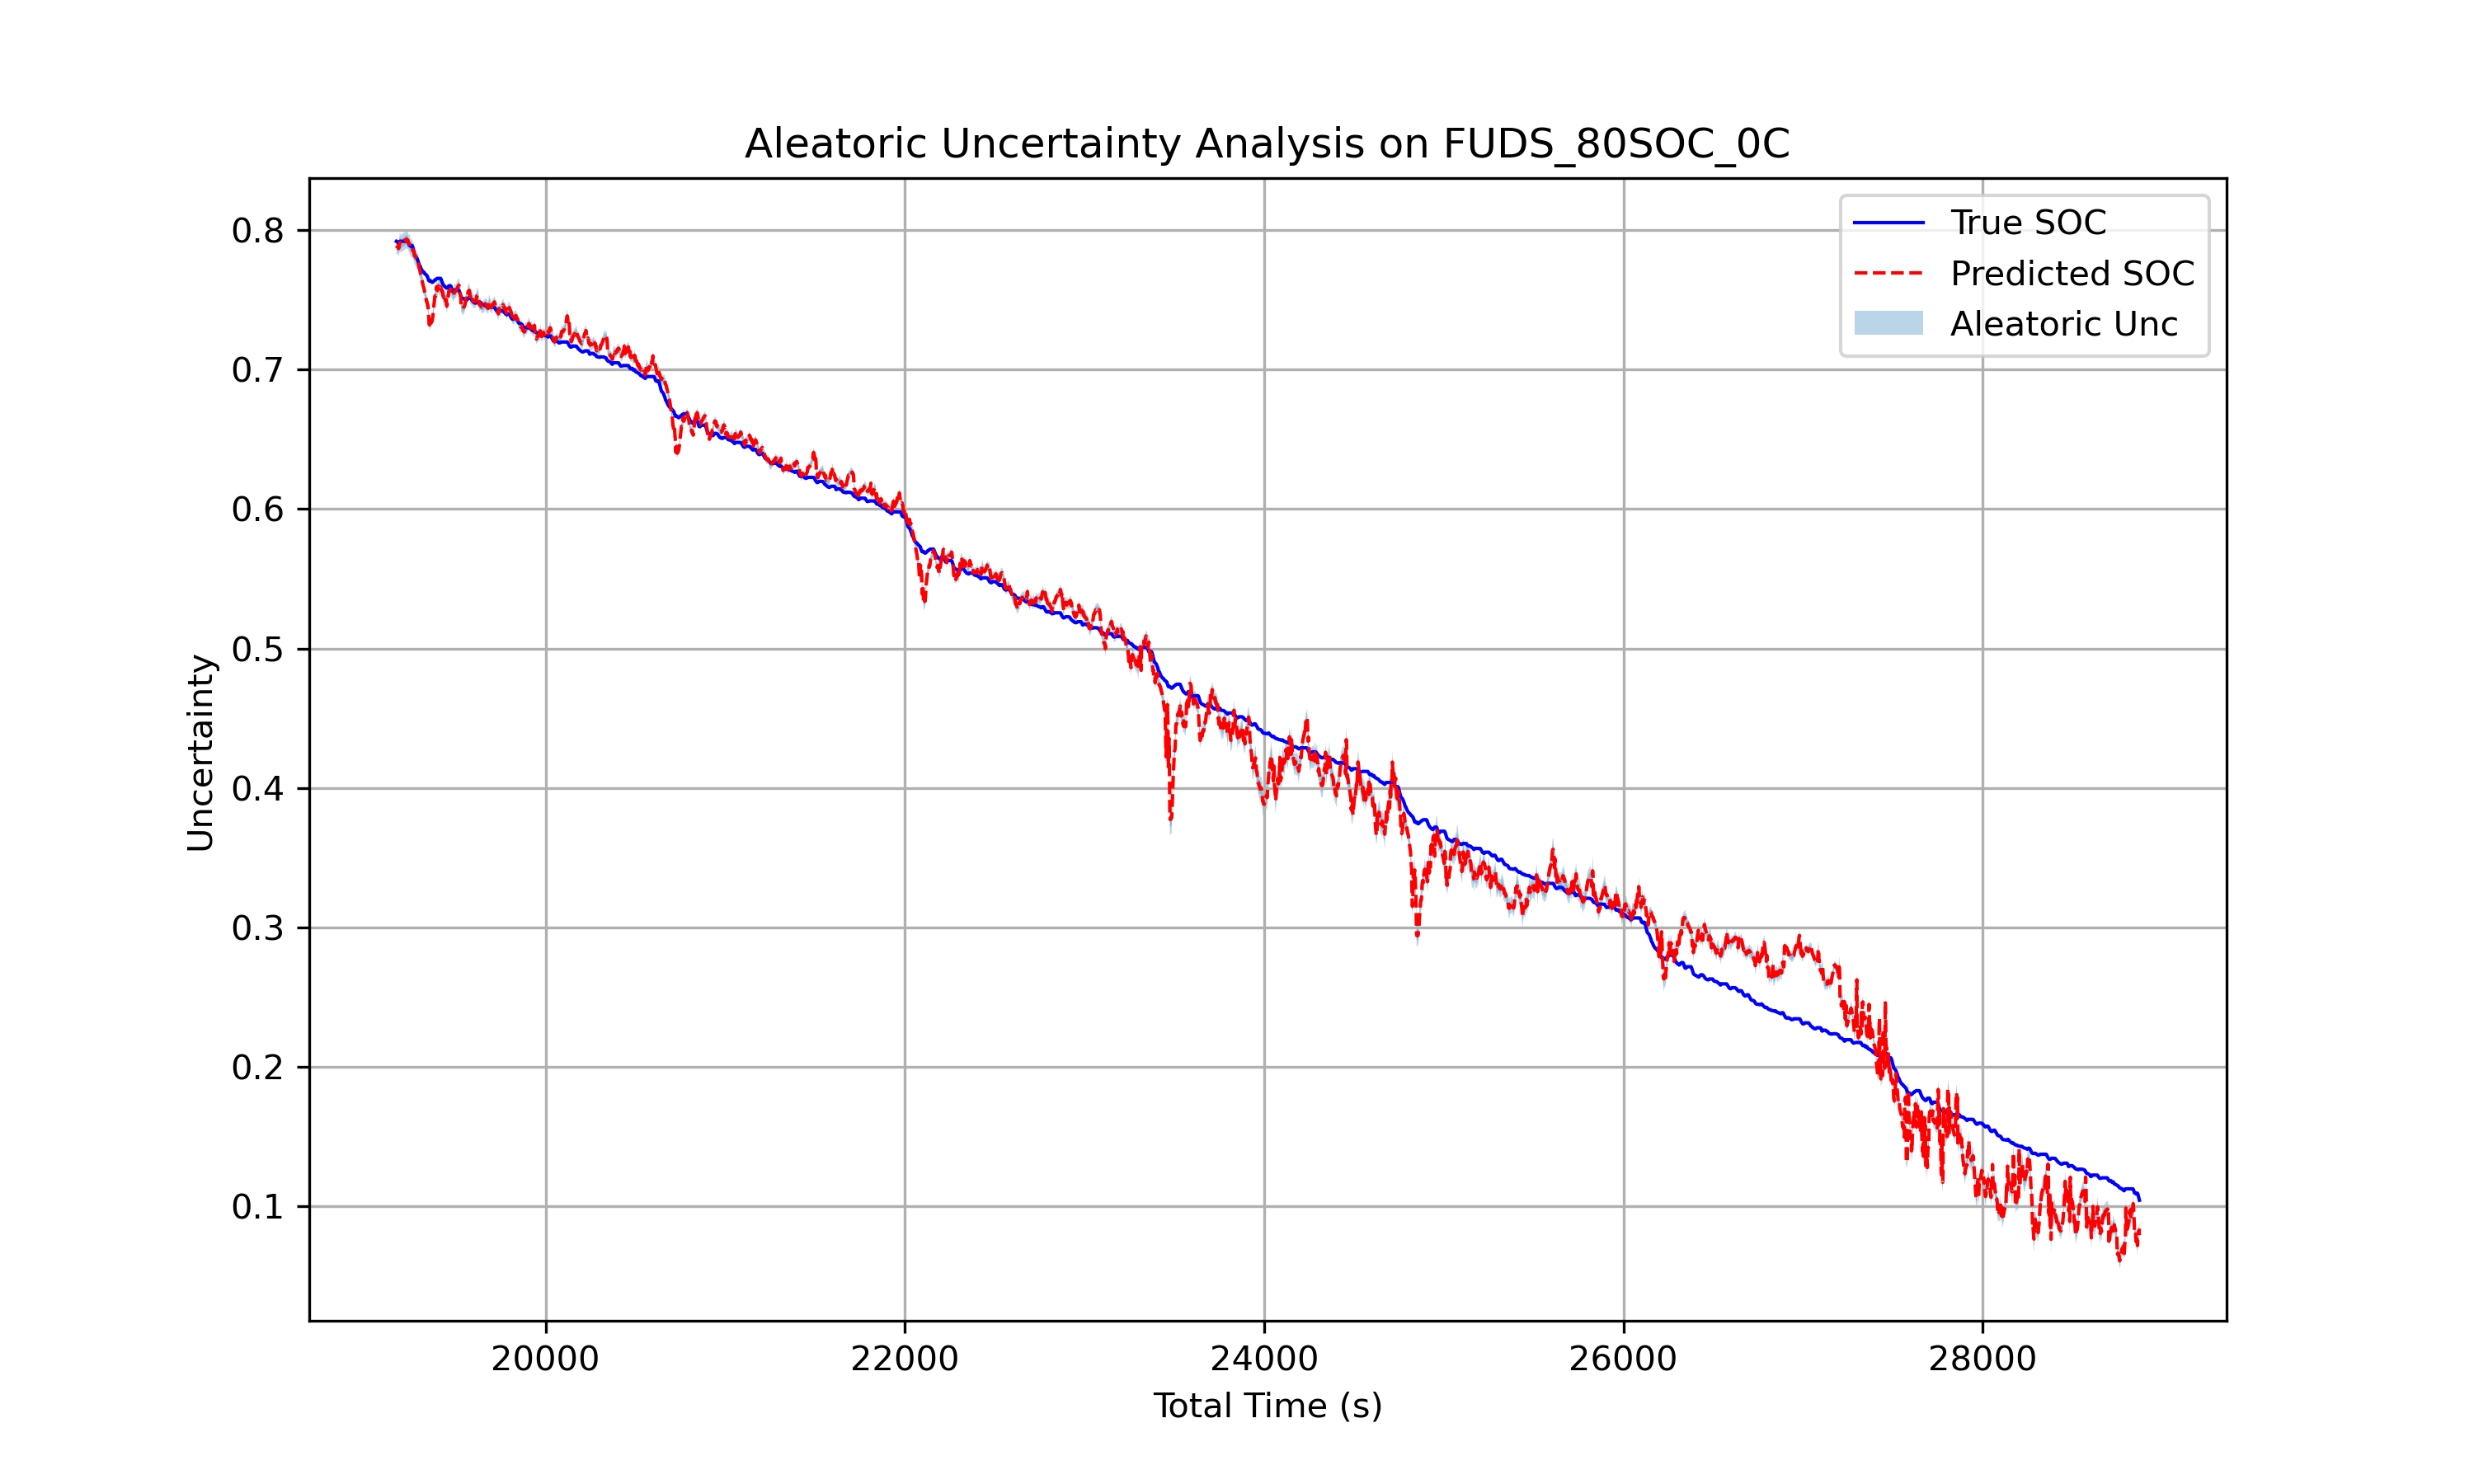 Aleatoric Uncertainty Analysis on FUDS_80SOC_0C
True SOC
Predicted SOC
Aleatoric Unc
Uncertainty
0.8
0.7
0.6
0.5
0.4
0.3
0.2
0.1
20000
22000
24000
26000
28000
Total Time (s)